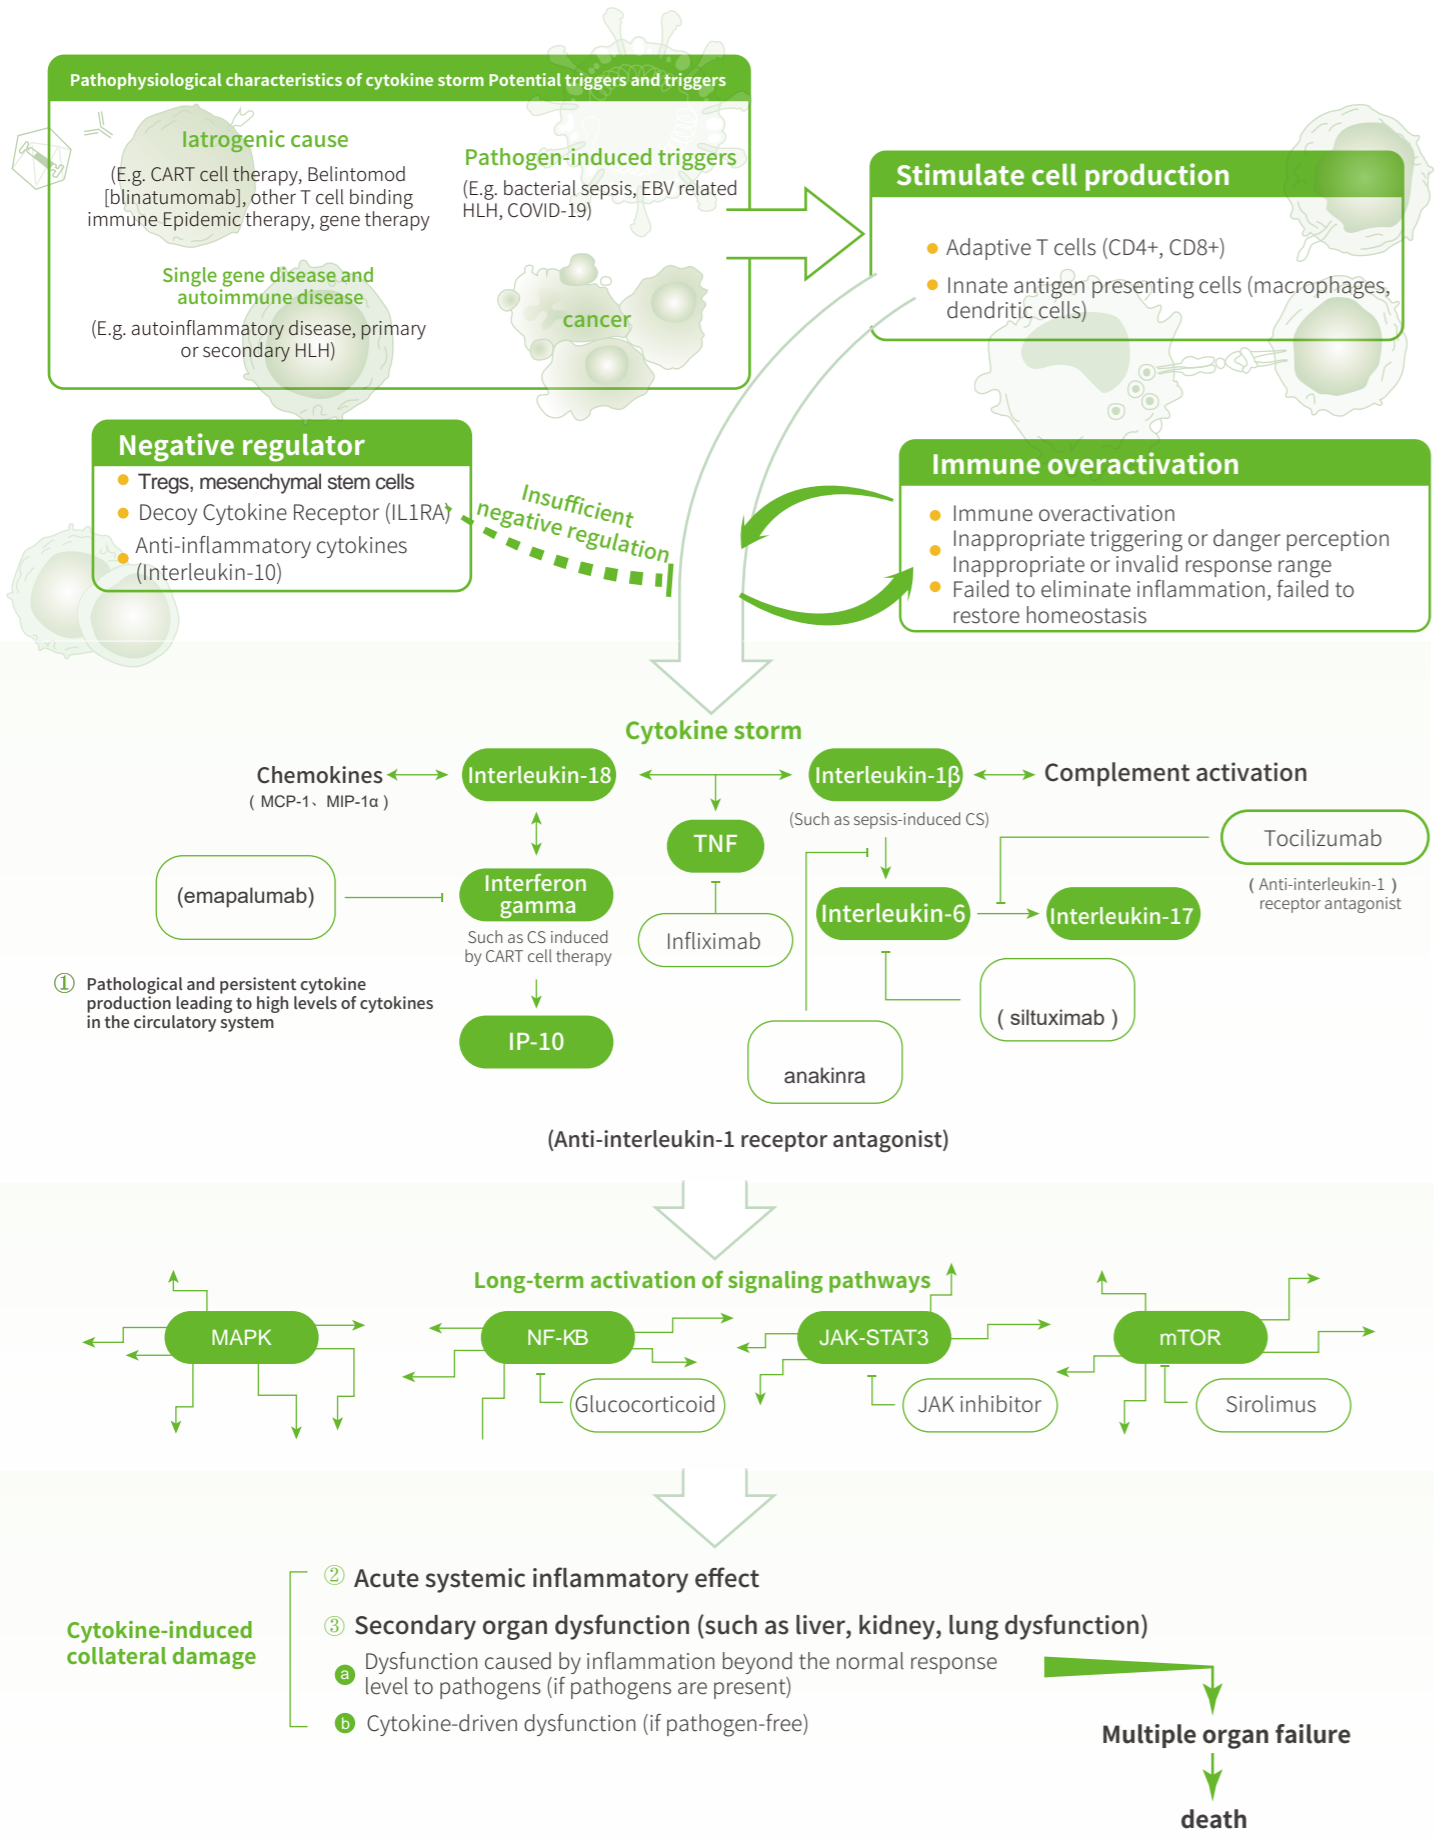 Pathophysiological characteristics of cytokine storm Potential triggers and triggers
Iatrogenic cause
(E.g. CART cell therapy, Belintomod
[blinatumomab], other T cell binding
immune Epidemic therapy, gene therapy
Pathogen-induced triggers
(E.g. bacterial sepsis, EBV related
HLH, COVID-19)
Single gene disease and
autoimmune disease
(E.g. autoinflammatory disease, primary
or secondary HLH)
cancer
Stimulate cell production
Adaptive T cells (CD4+, CD8+)
Innate antigen presenting cells (macrophages,
dendritic cells)
Negative regulator
Tregs, mesenchymal stem cells
Decoy Cytokine Receptor (IL1RA)
Anti-inflammatory cytokines
(Interleukin-10)
Insufficient
negative regulation
Immune overactivation
Immune overactivation
Inappropriate triggering or danger perception
Inappropriate or invalid response range
Failed to eliminate inflammation, failed to
restore homeostasis
Cytokine storm
Chemokines
( MCP-1、MIP-1α )
Interleukin-18
Interleukin-1β
Complement activation
(Such as sepsis-induced CS)
TNF
Tocilizumab
( Anti-interleukin-1 )
receptor antagonist
(emapalumab)
Interferon
gamma
Such as CS induced
by CART cell therapy
Infliximab
Interleukin-6
Interleukin-17
① Pathological and persistent cytokine
production leading to high levels of cytokines
in the circulatory system
IP-10
( siltuximab )
anakinra
(Anti-interleukin-1 receptor antagonist)
Long-term activation of signaling pathways
MAPK
NF-KB
JAK-STAT3
mTOR
Glucocorticoid
JAK inhibitor
Sirolimus
Cytokine-induced
collateral damage
② Acute systemic inflammatory effect
③ Secondary organ dysfunction (such as liver, kidney, lung dysfunction)
a Dysfunction caused by inflammation beyond the normal response
level to pathogens (if pathogens are present)
b Cytokine-driven dysfunction (if pathogen-free)
Multiple organ failure
death